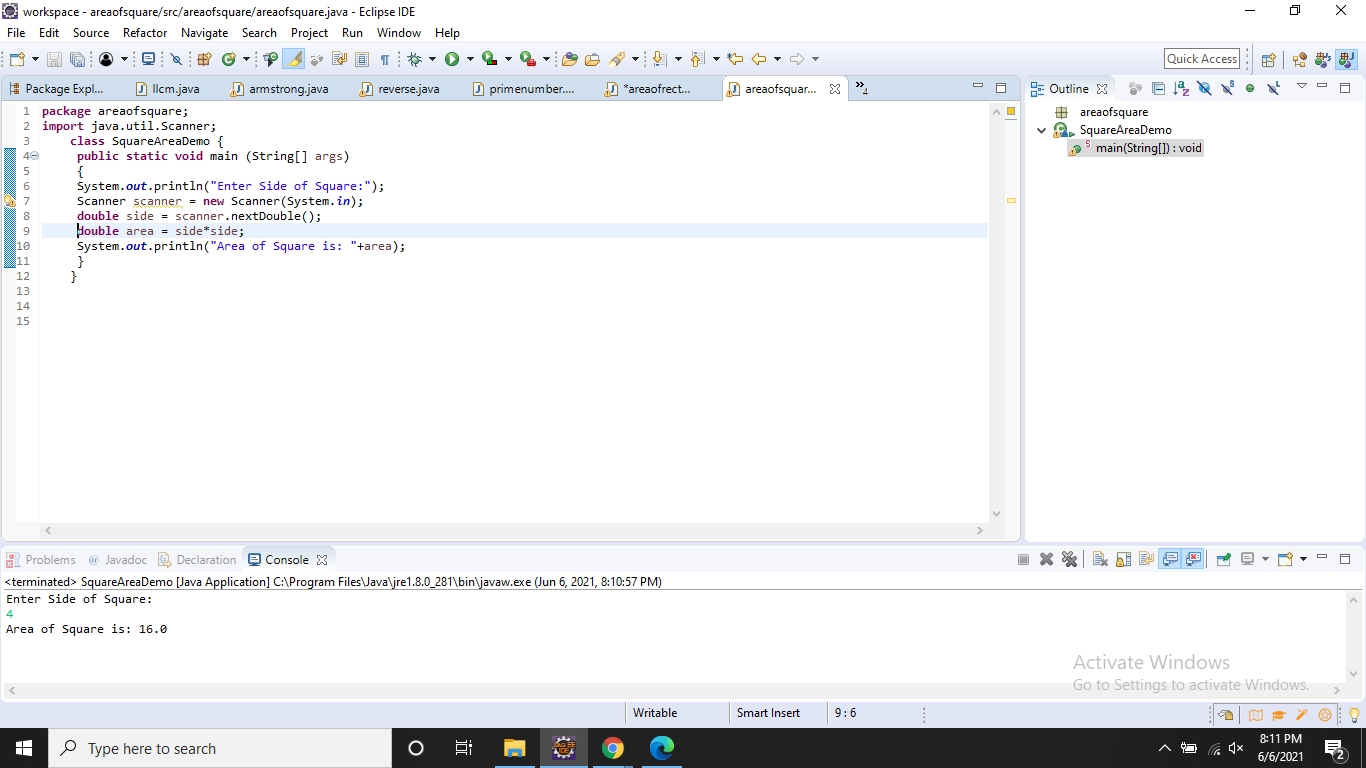 workspace - areaofsquare/src/areaofsquare/areaofsquare.java - Eclipse IDE
File Edit Source Refactor Navigate Search Project Run Window Help
Quick Access
Package Expl... llcm.java armstrong.java reverse.java primenumber.... *areaofrect... areaofsquar... »4
1 package areaofsquare;
2 import java.util.Scanner;
3 class SquareAreaDemo {
4 public static void main (String[] args)
5 {
6 System.out.println("Enter Side of Square:");
7 Scanner scanner = new Scanner(System.in);
8 double side = scanner.nextDouble();
9 double area = side*side;
10 System.out.println("Area of Square is: "+area);
11 }
12 }
13
14
15
Outline
areaofsquare
SquareAreaDemo
main(String[]) : void
Problems @ Javadoc Declaration Console
<terminated> SquareAreaDemo [Java Application] C:\Program Files\Java\jre1.8.0_281\bin\javaw.exe (Jun 6, 2021, 8:10:57 PM)
Enter Side of Square:
4
Area of Square is: 16.0
Activate Windows
Go to Settings to activate Windows.
Writable Smart Insert 9 : 6
Type here to search
8:11 PM
6/6/2021
2